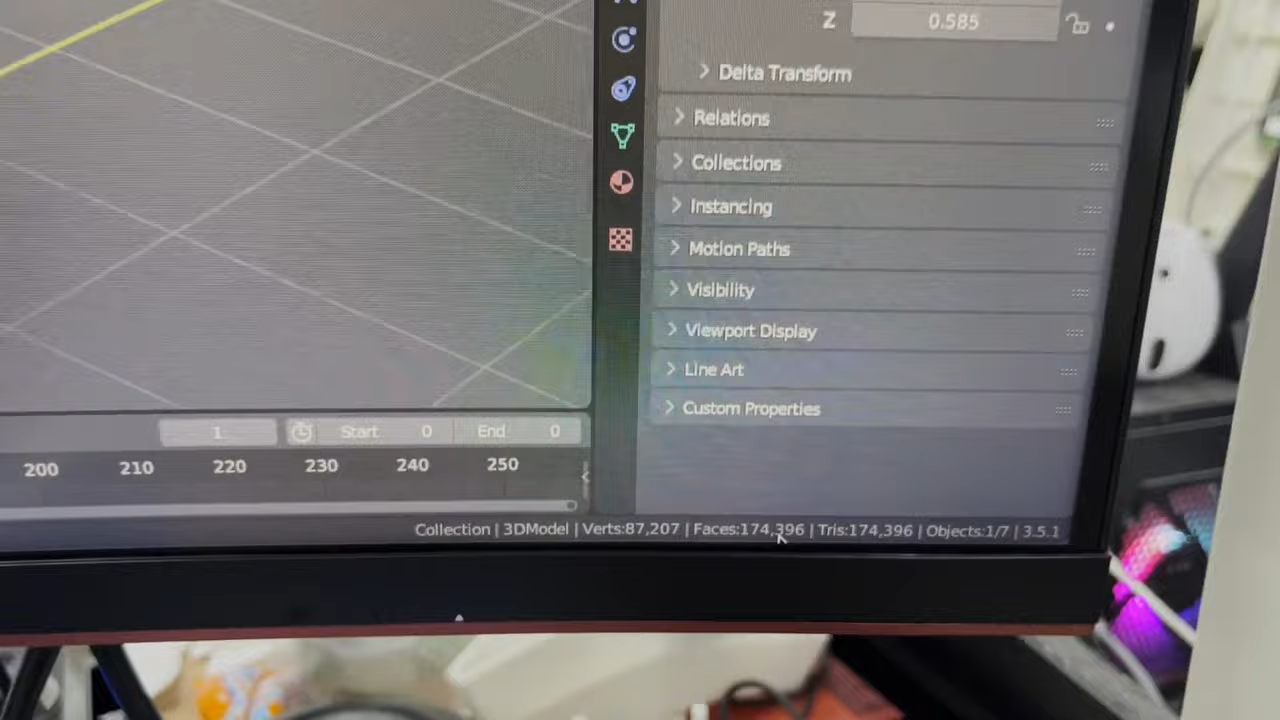 Z 0.585
Delta Transform
Relations
Collections
Instancing
Motion Paths
Visibility
Viewport Display
Line Art
Custom Properties
1 Start 0 End 0
200 210 220 230 240 250
Collection | 3DModel | Verts:87,207 | Faces:174,396 | Tris:174,396 | Objects:1/7 | 3.5.1